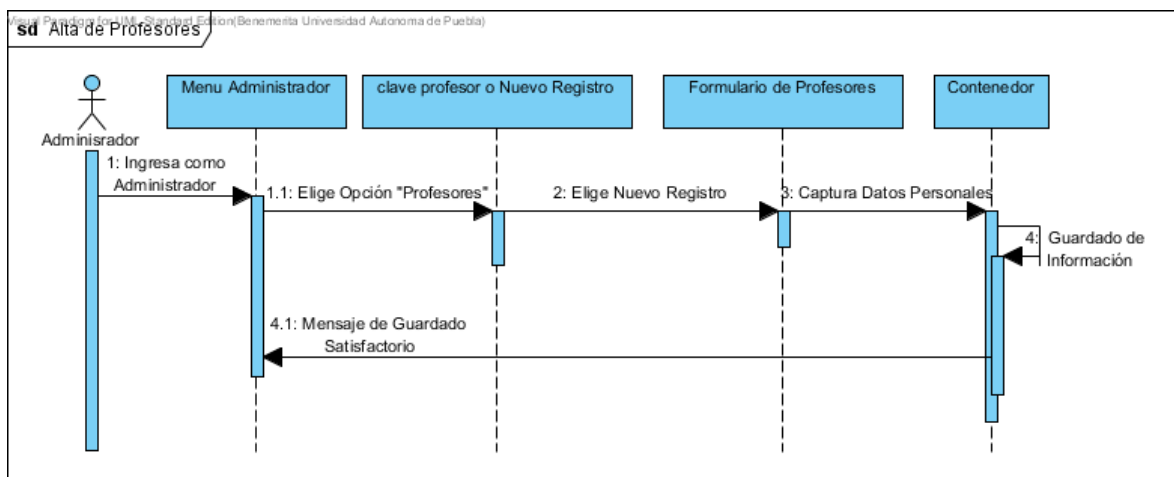 Visual Paradigm for UML Standard Edition(Benemerita Universidad Autonoma de Puebla)
sd Alta de Profesores
Menu Administrador
clave profesor o Nuevo Registro
Formulario de Profesores
Contenedor
Adminisrador
1: Ingresa como
Administrador
1.1: Elige Opción "Profesores"
2: Elige Nuevo Registro
3: Captura Datos Personales
4: Guardado de
Información
4.1: Mensaje de Guardado
Satisfactorio